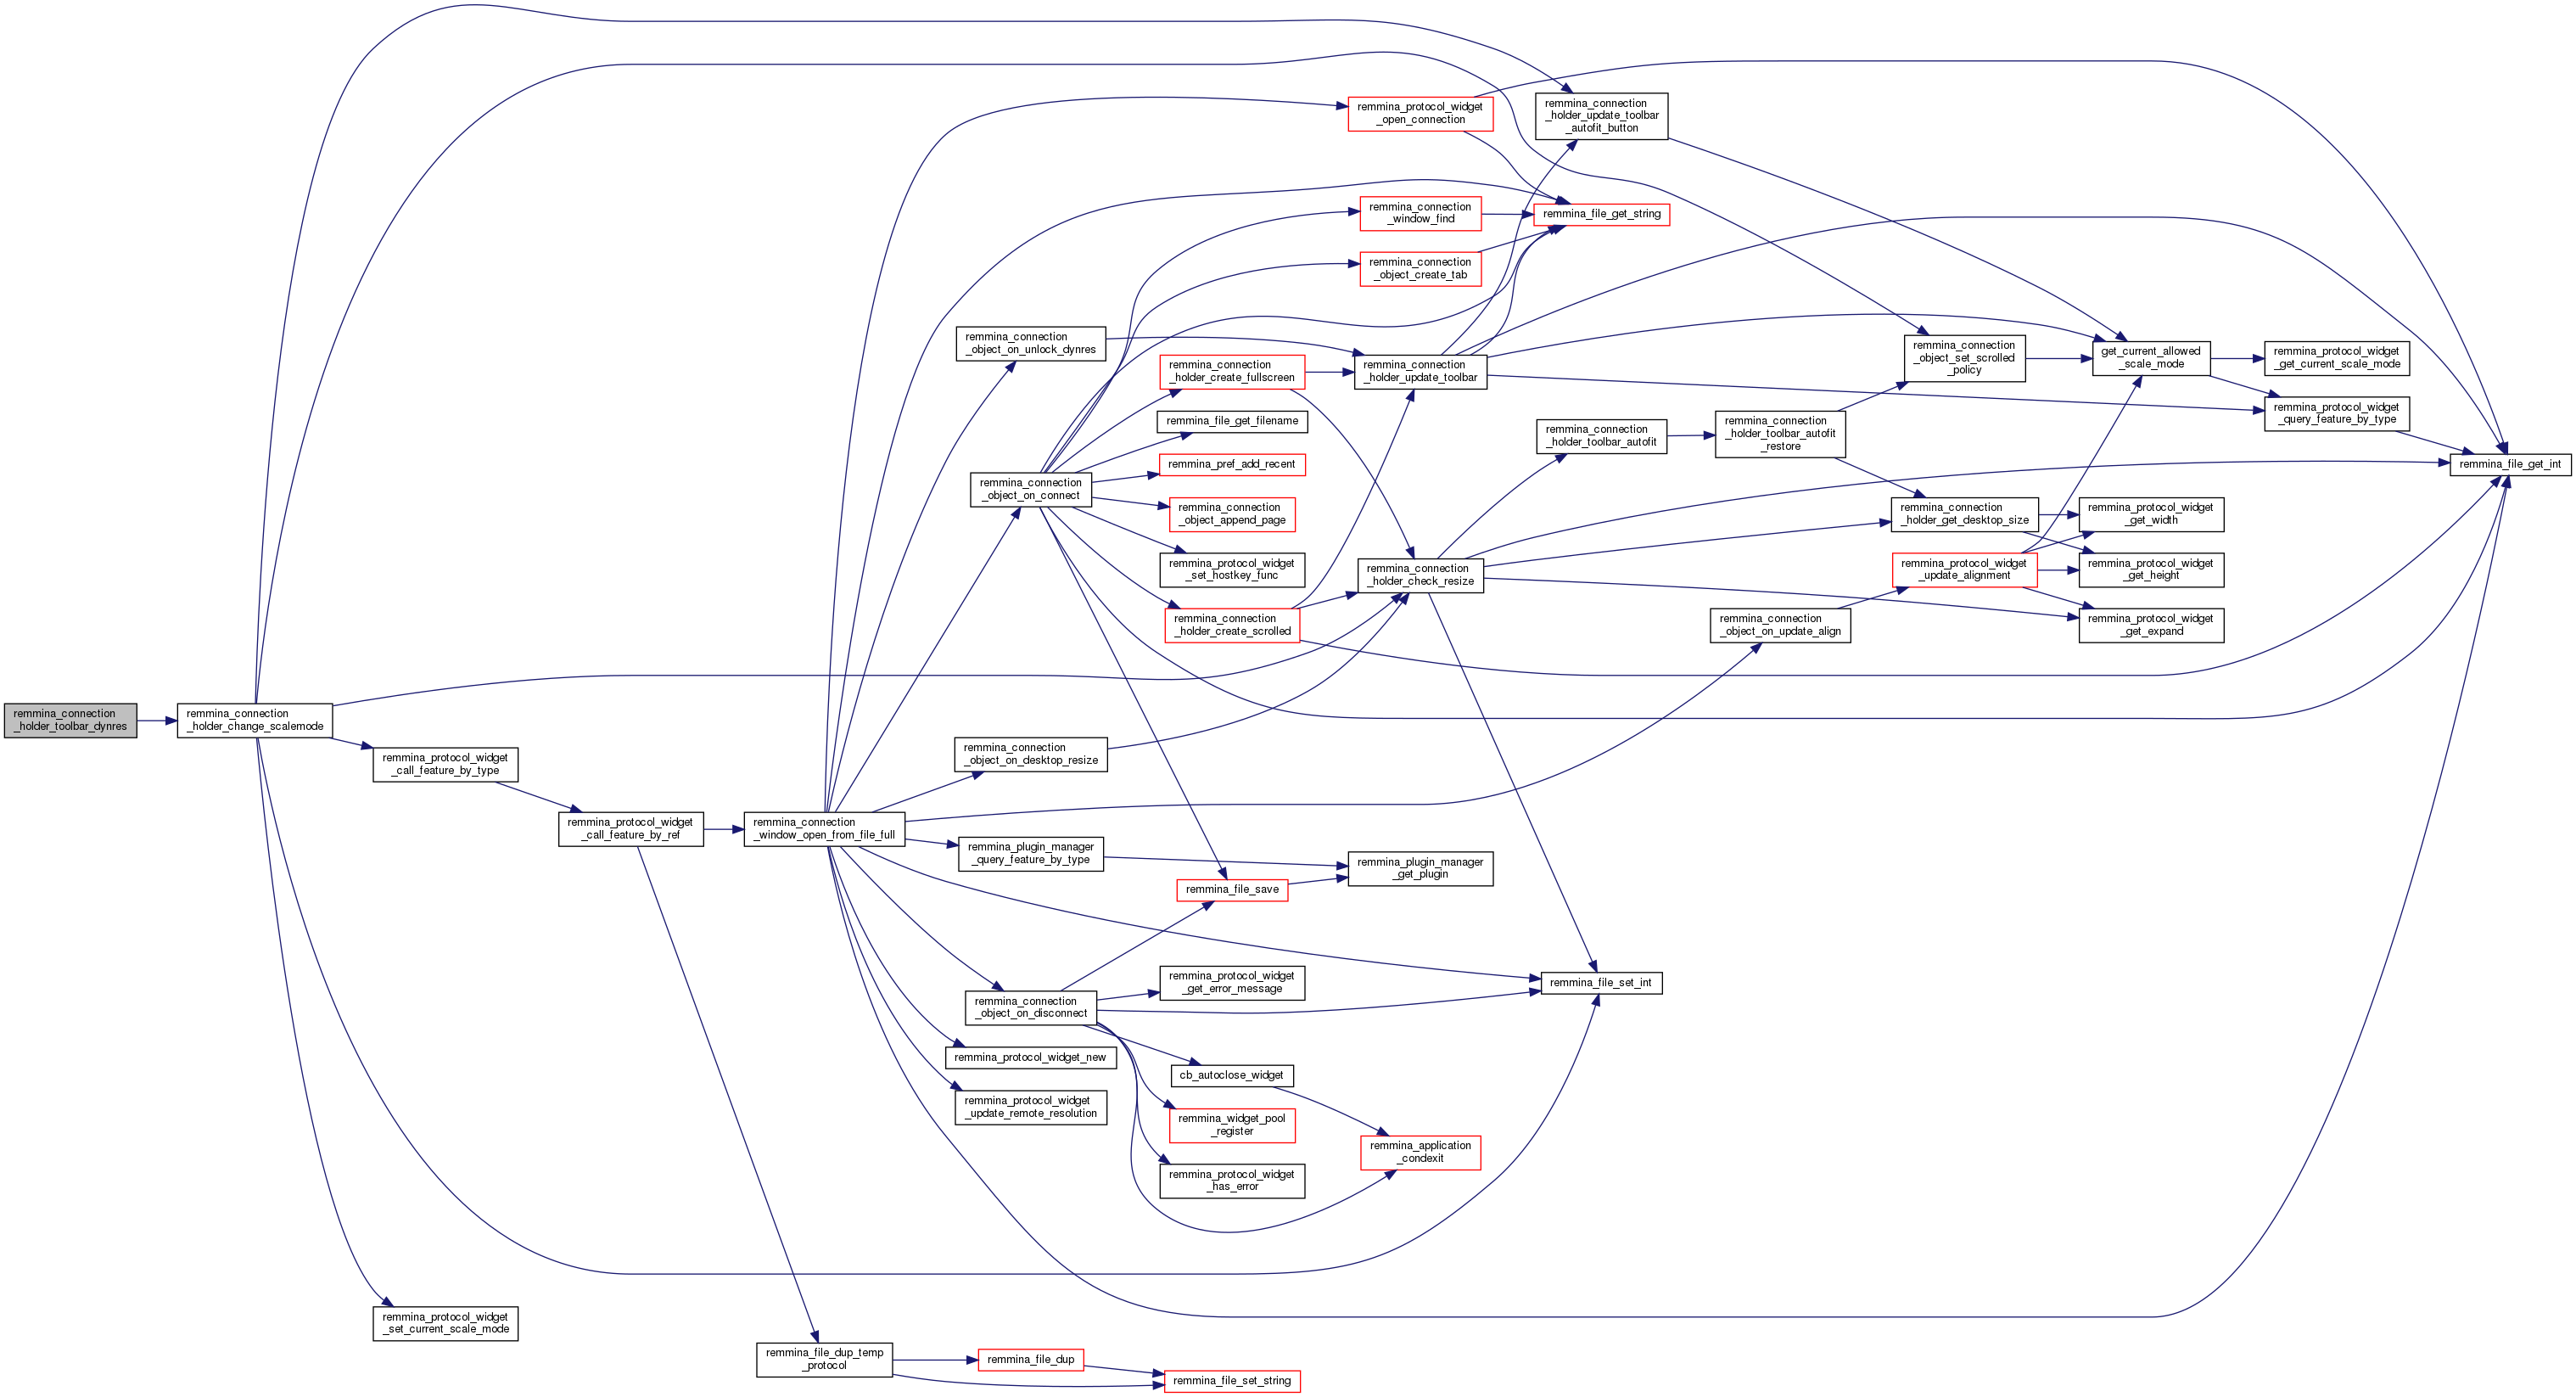 remmina_connection
_holder_toolbar_dynres
remmina_connection
_holder_change_scalemode
remmina_protocol_widget
_call_feature_by_type
remmina_protocol_widget
_set_current_scale_mode
remmina_protocol_widget
_call_feature_by_ref
remmina_connection
_window_open_from_file_full
remmina_file_dup_temp
_protocol
remmina_connection
_object_on_unlock_dynres
remmina_connection
_object_on_connect
remmina_connection
_object_on_desktop_resize
remmina_plugin_manager
_query_feature_by_type
remmina_connection
_object_on_disconnect
remmina_protocol_widget_new
remmina_protocol_widget
_update_remote_resolution
remmina_file_dup
remmina_connection
_holder_create_fullscreen
remmina_file_get_filename
remmina_pref_add_recent
remmina_connection
_object_append_page
remmina_protocol_widget
_set_hostkey_func
remmina_connection
_holder_create_scrolled
remmina_file_save
remmina_protocol_widget
_get_error_message
cb_autoclose_widget
remmina_widget_pool
_register
remmina_protocol_widget
_has_error
remmina_file_set_string
remmina_protocol_widget
_open_connection
remmina_connection
_window_find
remmina_connection
_object_create_tab
remmina_connection
_holder_update_toolbar
remmina_connection
_holder_check_resize
remmina_plugin_manager
_get_plugin
remmina_application
_condexit
remmina_connection
_holder_update_toolbar
_autofit_button
remmina_file_get_string
remmina_connection
_holder_toolbar_autofit
remmina_file_set_int
remmina_connection
_holder_toolbar_autofit
_restore
remmina_connection
_object_on_update_align
remmina_connection
_object_set_scrolled
_policy
remmina_connection
_holder_get_desktop_size
remmina_protocol_widget
_update_alignment
get_current_allowed
_scale_mode
remmina_protocol_widget
_get_width
remmina_protocol_widget
_get_height
remmina_protocol_widget
_get_expand
remmina_protocol_widget
_get_current_scale_mode
remmina_protocol_widget
_query_feature_by_type
remmina_file_get_int